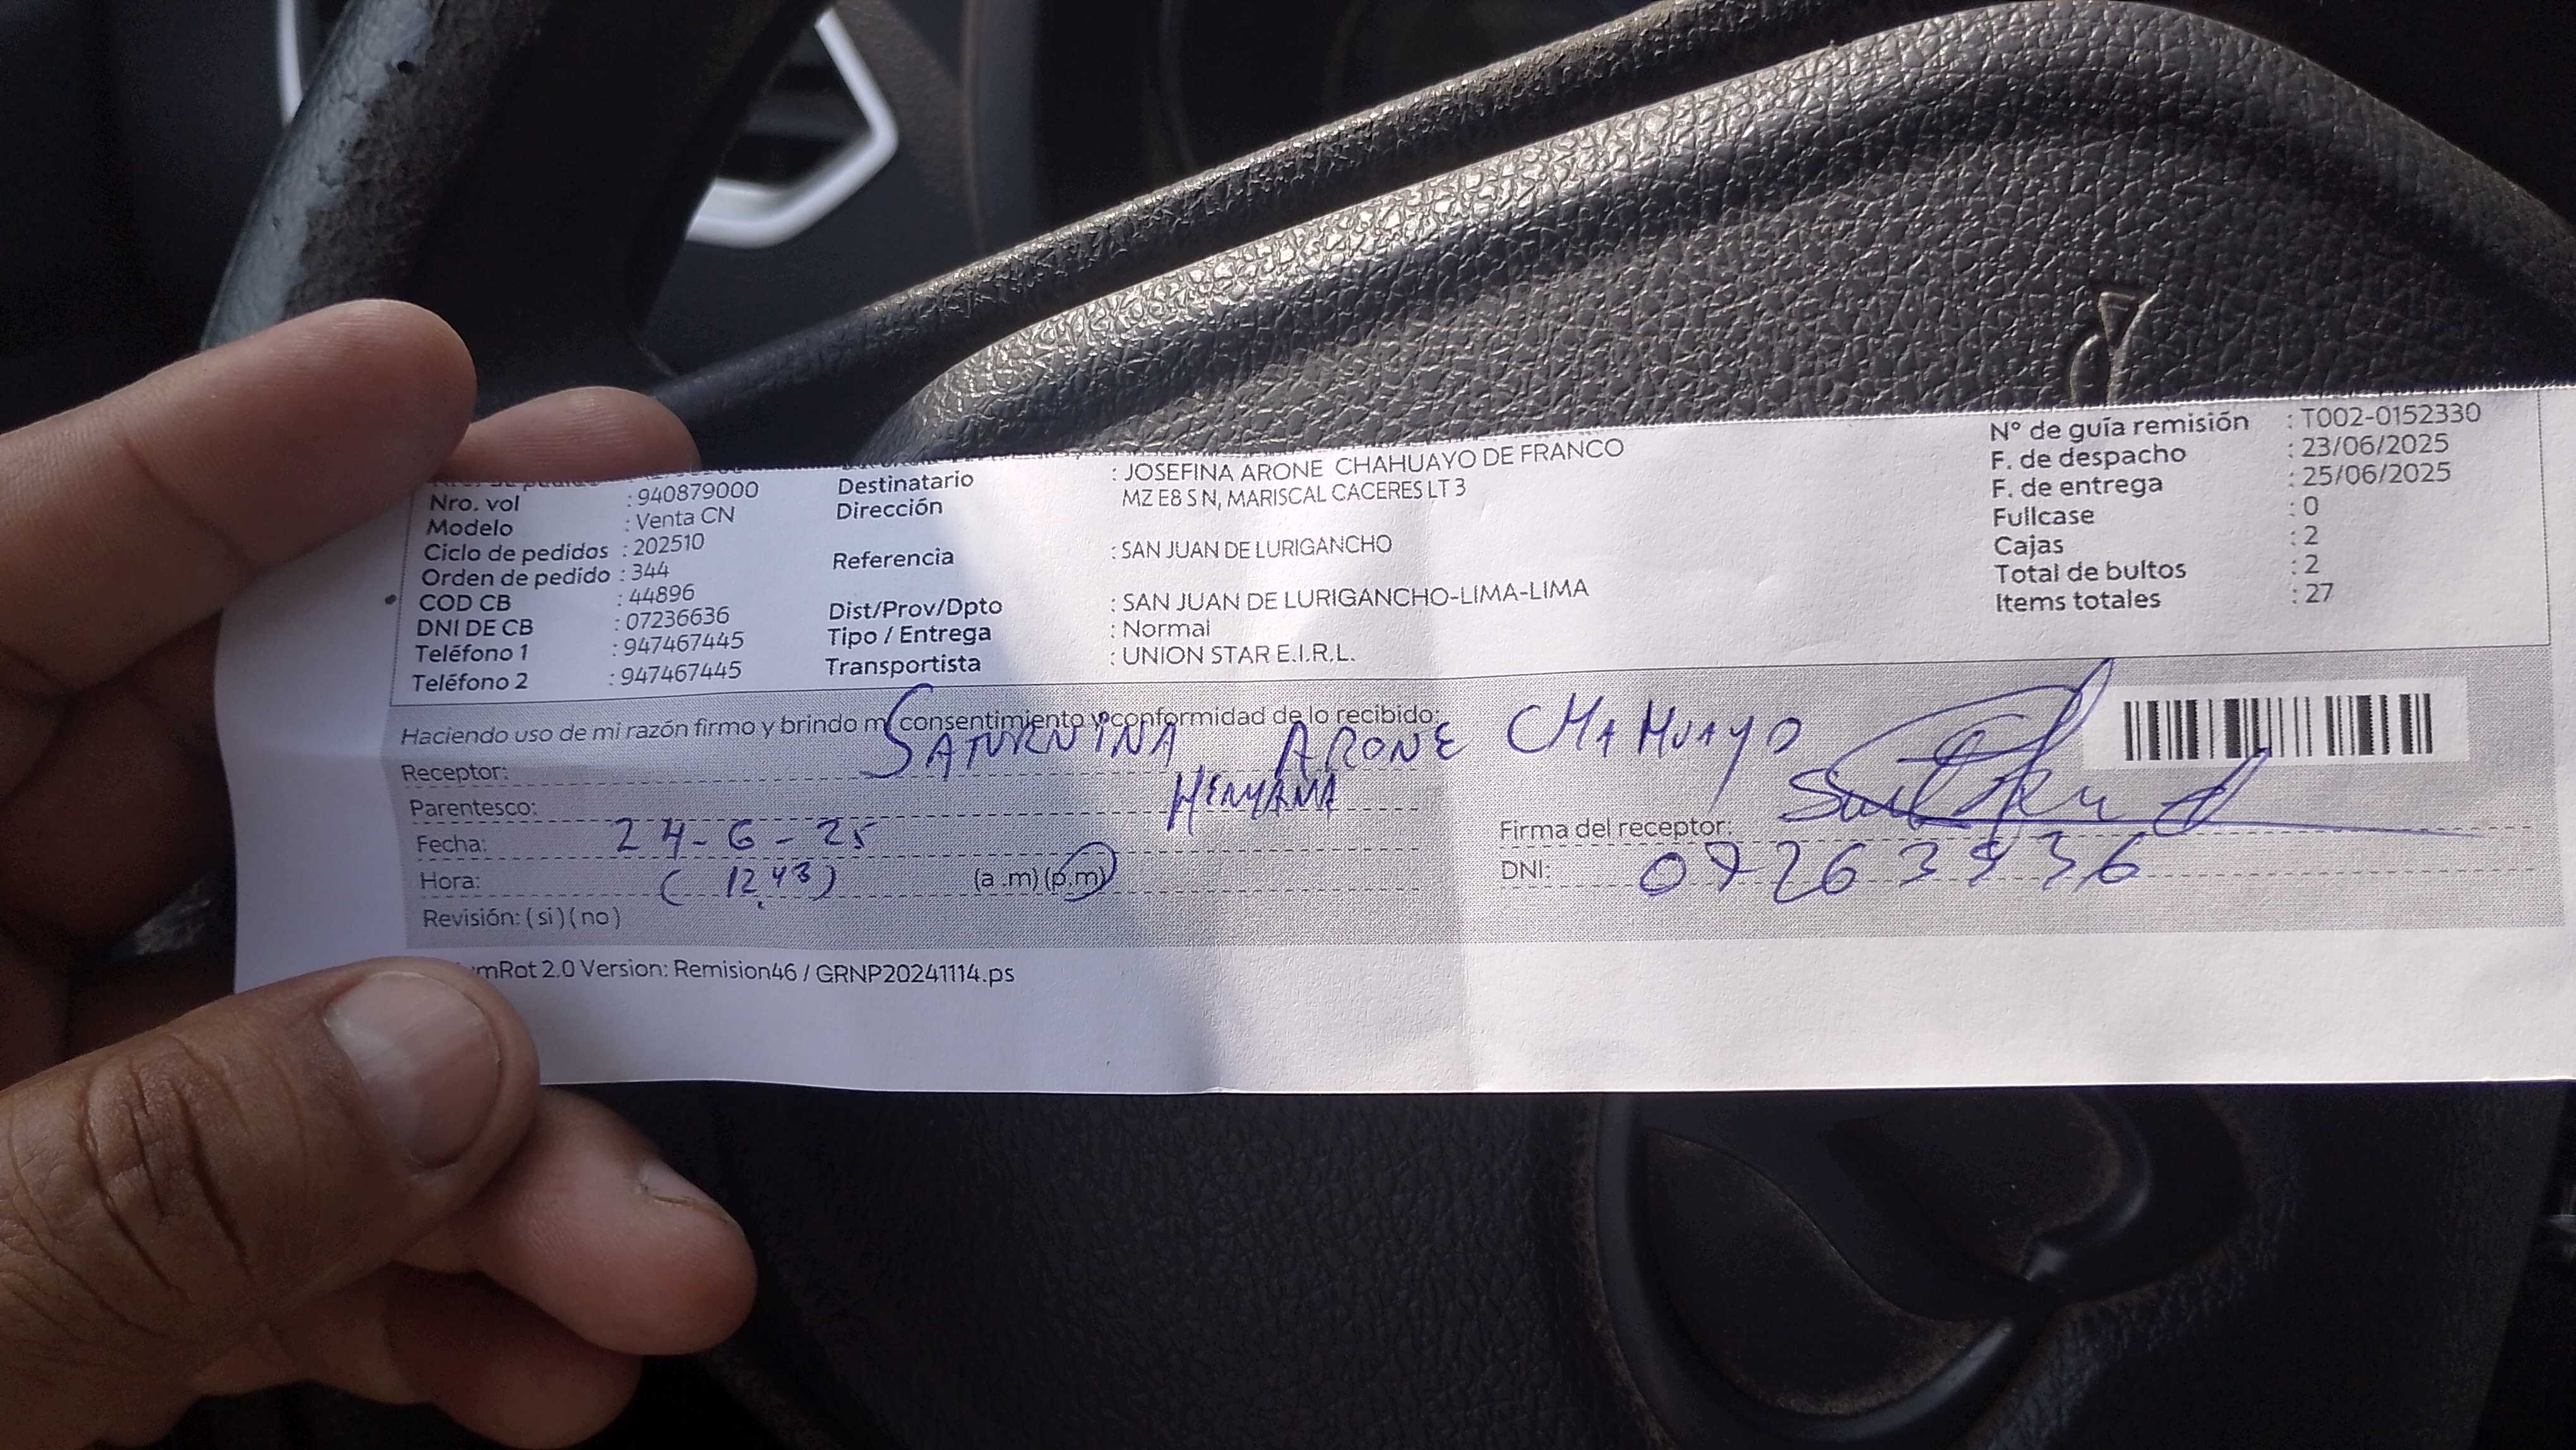 Nro. vol : 940879000
Modelo : Venta CN
Ciclo de pedidos : 202510
Orden de pedido : 344
COD CB : 44896
DNI DE CB : 07236636
Teléfono 1 : 947467445
Teléfono 2 : 947467445
Destinatario : JOSEFINA ARONE CHAHUAYO DE FRANCO
Dirección MZ E8 S N, MARISCAL CACERES LT 3
Referencia : SAN JUAN DE LURIGANCHO
Dist/Prov/Dpto : SAN JUAN DE LURIGANCHO-LIMA-LIMA
Tipo / Entrega : Normal
Transportista : UNION STAR E.I.R.L.
N° de guía remisión : T002-0152330
F. de despacho : 23/06/2025
F. de entrega : 25/06/2025
Fullcase : 0
Cajas : 2
Total de bultos : 2
Items totales : 27
Haciendo uso de mi razón firmo y brindo mi consentimiento y conformidad de lo recibido:
Receptor: SATURNINA ARONE CHAHUAYO
Parentesco: HERMANA
Fecha: 24-6-25
Hora: (12.43) (a.m)(p.m)
Revisión: (si)(no)
Firma del receptor:
DNI: 07263936
mRot 2.0 Version: Remision46 / GRNP20241114.ps